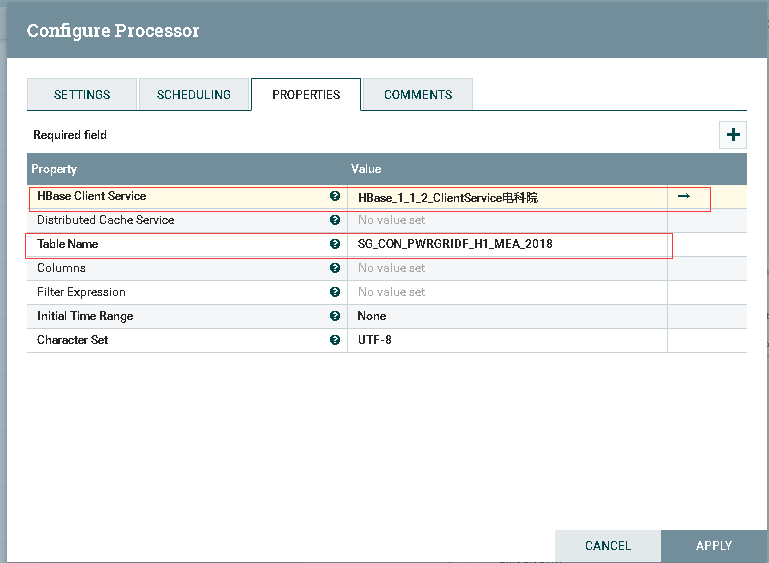 Configure Processor
SETTINGS SCHEDULING PROPERTIES COMMENTS
Required field
Property Value
HBase Client Service HBase_1_1_2_ClientService电科院
Distributed Cache Service No value set
Table Name SG_CON_PWRGRIDF_H1_MEA_2018
Columns No value set
Filter Expression No value set
Initial Time Range None
Character Set UTF-8
CANCEL APPLY